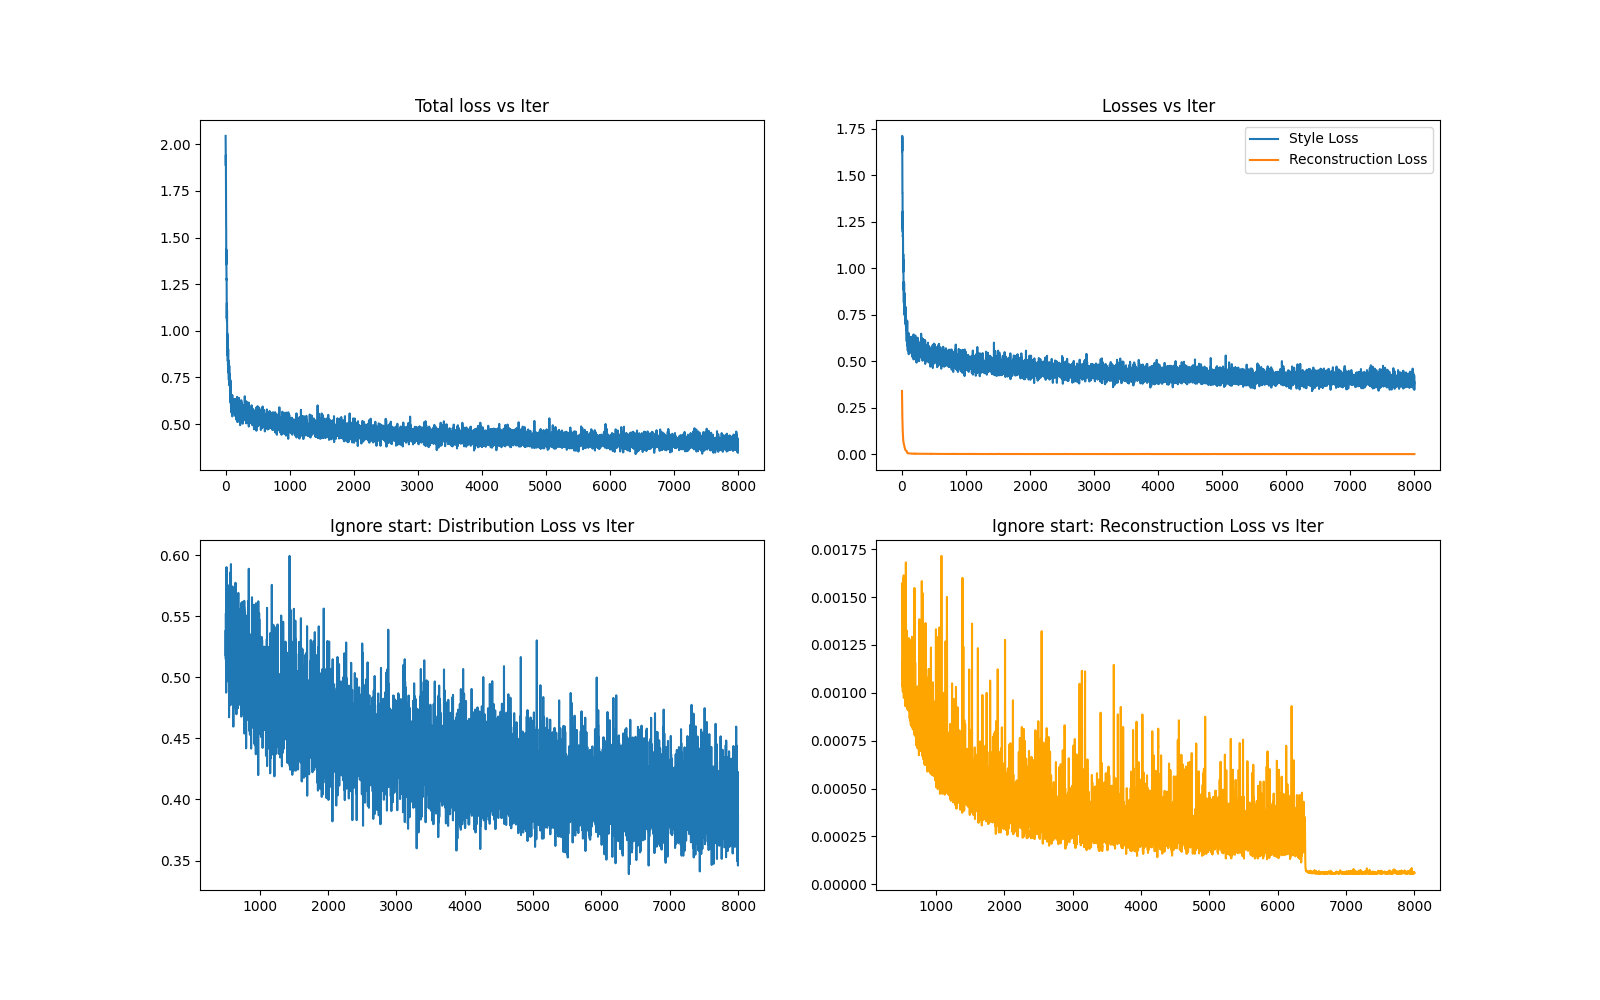 Total loss vs Iter
2.00
1.75
1.50
1.25
1.00
0.75
0.50
0 1000 2000 3000 4000 5000 6000 7000 8000
Losses vs Iter
1.75
1.50
1.25
1.00
0.75
0.50
0.25
0.00
Style Loss
Reconstruction Loss
0 1000 2000 3000 4000 5000 6000 7000 8000
Ignore start: Distribution Loss vs Iter
0.60
0.55
0.50
0.45
0.40
0.35
1000 2000 3000 4000 5000 6000 7000 8000
Ignore start: Reconstruction Loss vs Iter
0.00175
0.00150
0.00125
0.00100
0.00075
0.00050
0.00025
0.00000
1000 2000 3000 4000 5000 6000 7000 8000